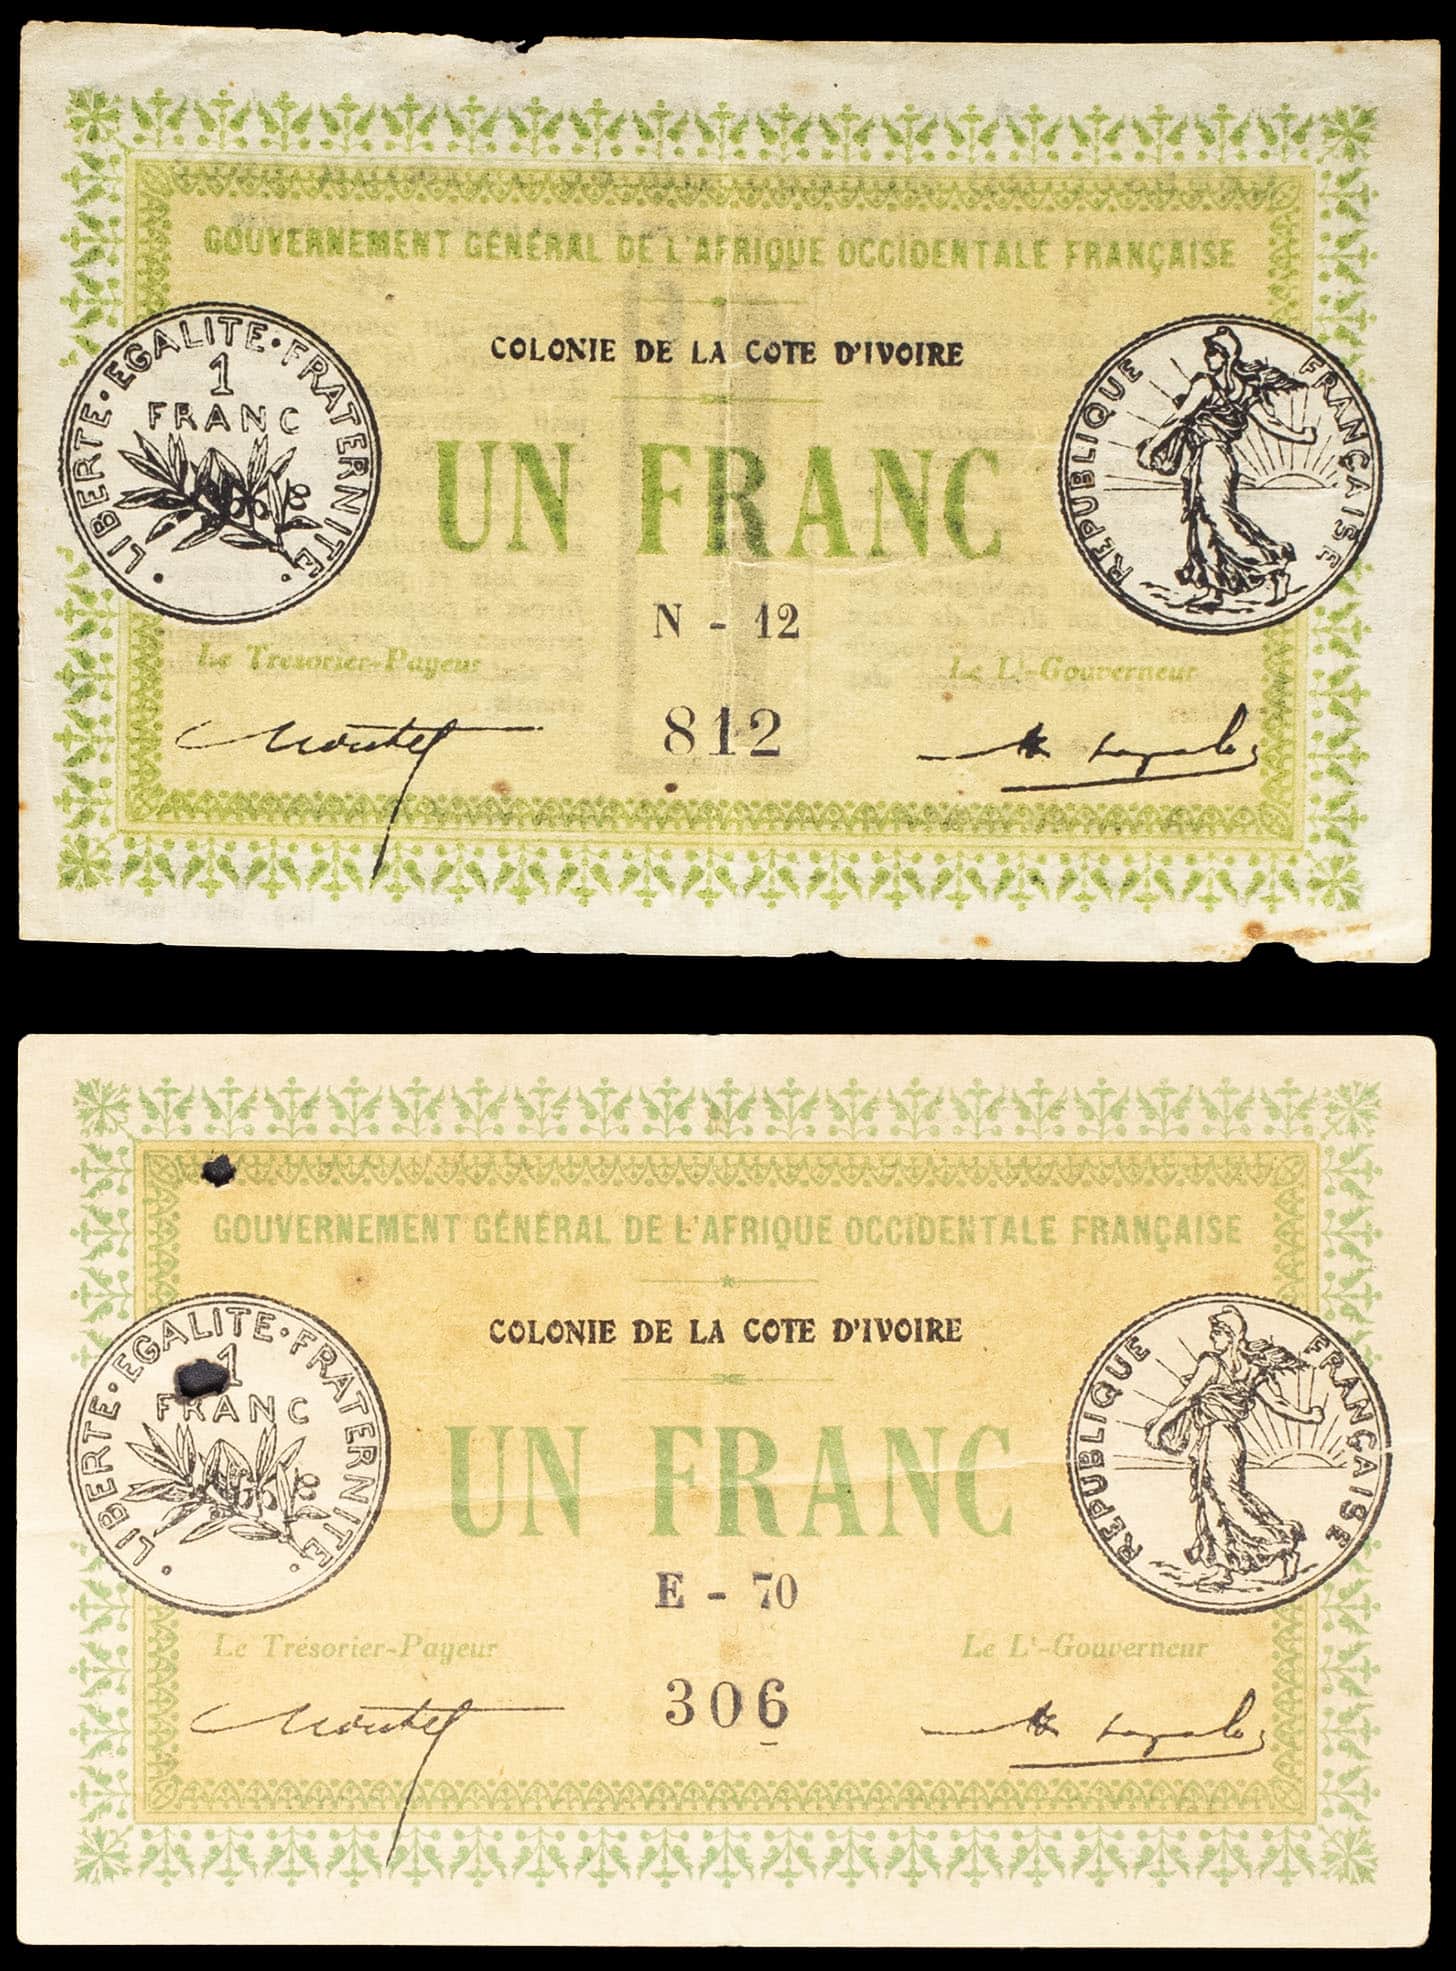 GOUVERNEMENT GÉNÉRAL DE L'AFRIQUE OCCIDENTALE FRANÇAISE
COLONIE DE LA COTE D'IVOIRE
LIBERTE · EGALITE · FRATERNITE
1
FRANC
REPUBLIQUE FRANÇAISE
UN FRANC
N - 12
Le Trésorier-Payeur
Le Lt-Gouverneur
812
GOUVERNEMENT GÉNÉRAL DE L'AFRIQUE OCCIDENTALE FRANÇAISE
COLONIE DE LA COTE D'IVOIRE
LIBERTE · EGALITE · FRATERNITE
1
FRANC
REPUBLIQUE FRANÇAISE
UN FRANC
E - 70
Le Trésorier-Payeur
Le Lt-Gouverneur
306